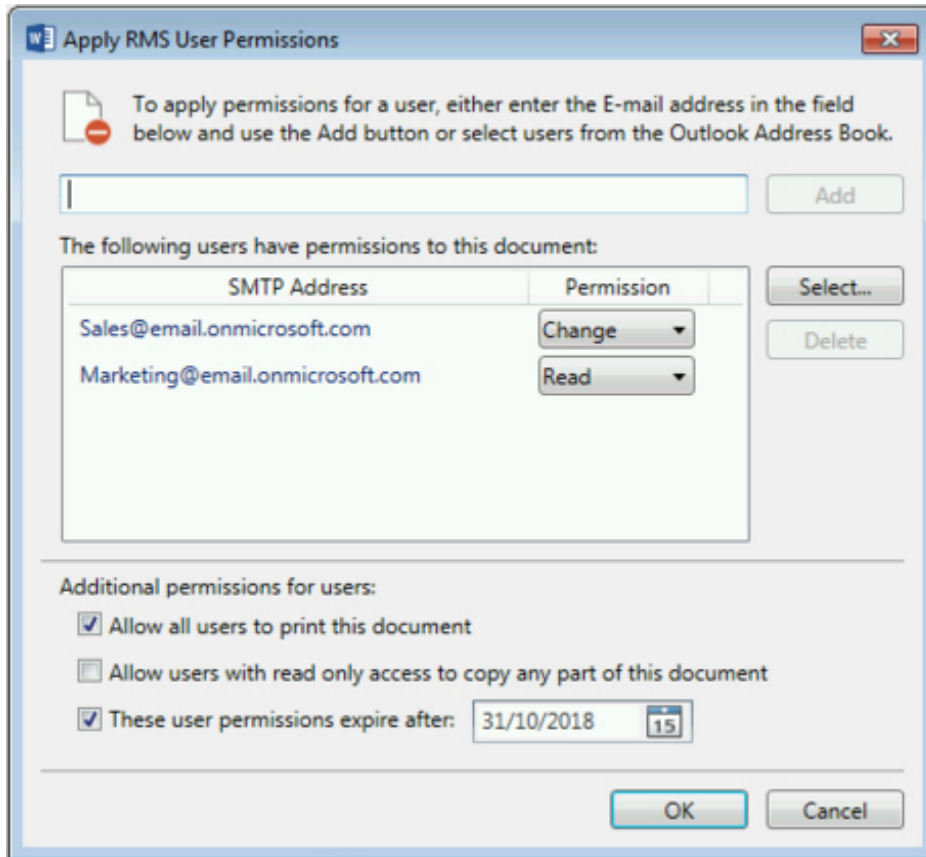 Apply RMS User Permissions
To apply permissions for a user, either enter the E-mail address in the field
below and use the Add button or select users from the Outlook Address Book.
Add
The following users have permissions to this document:
SMTP Address Permission
Select...
Sales@email.onmicrosoft.com Change
Delete
Marketing@email.onmicrosoft.com Read
Additional permissions for users:
Allow all users to print this document
Allow users with read only access to copy any part of this document
These user permissions expire after: 31/10/2018 15
OK Cancel